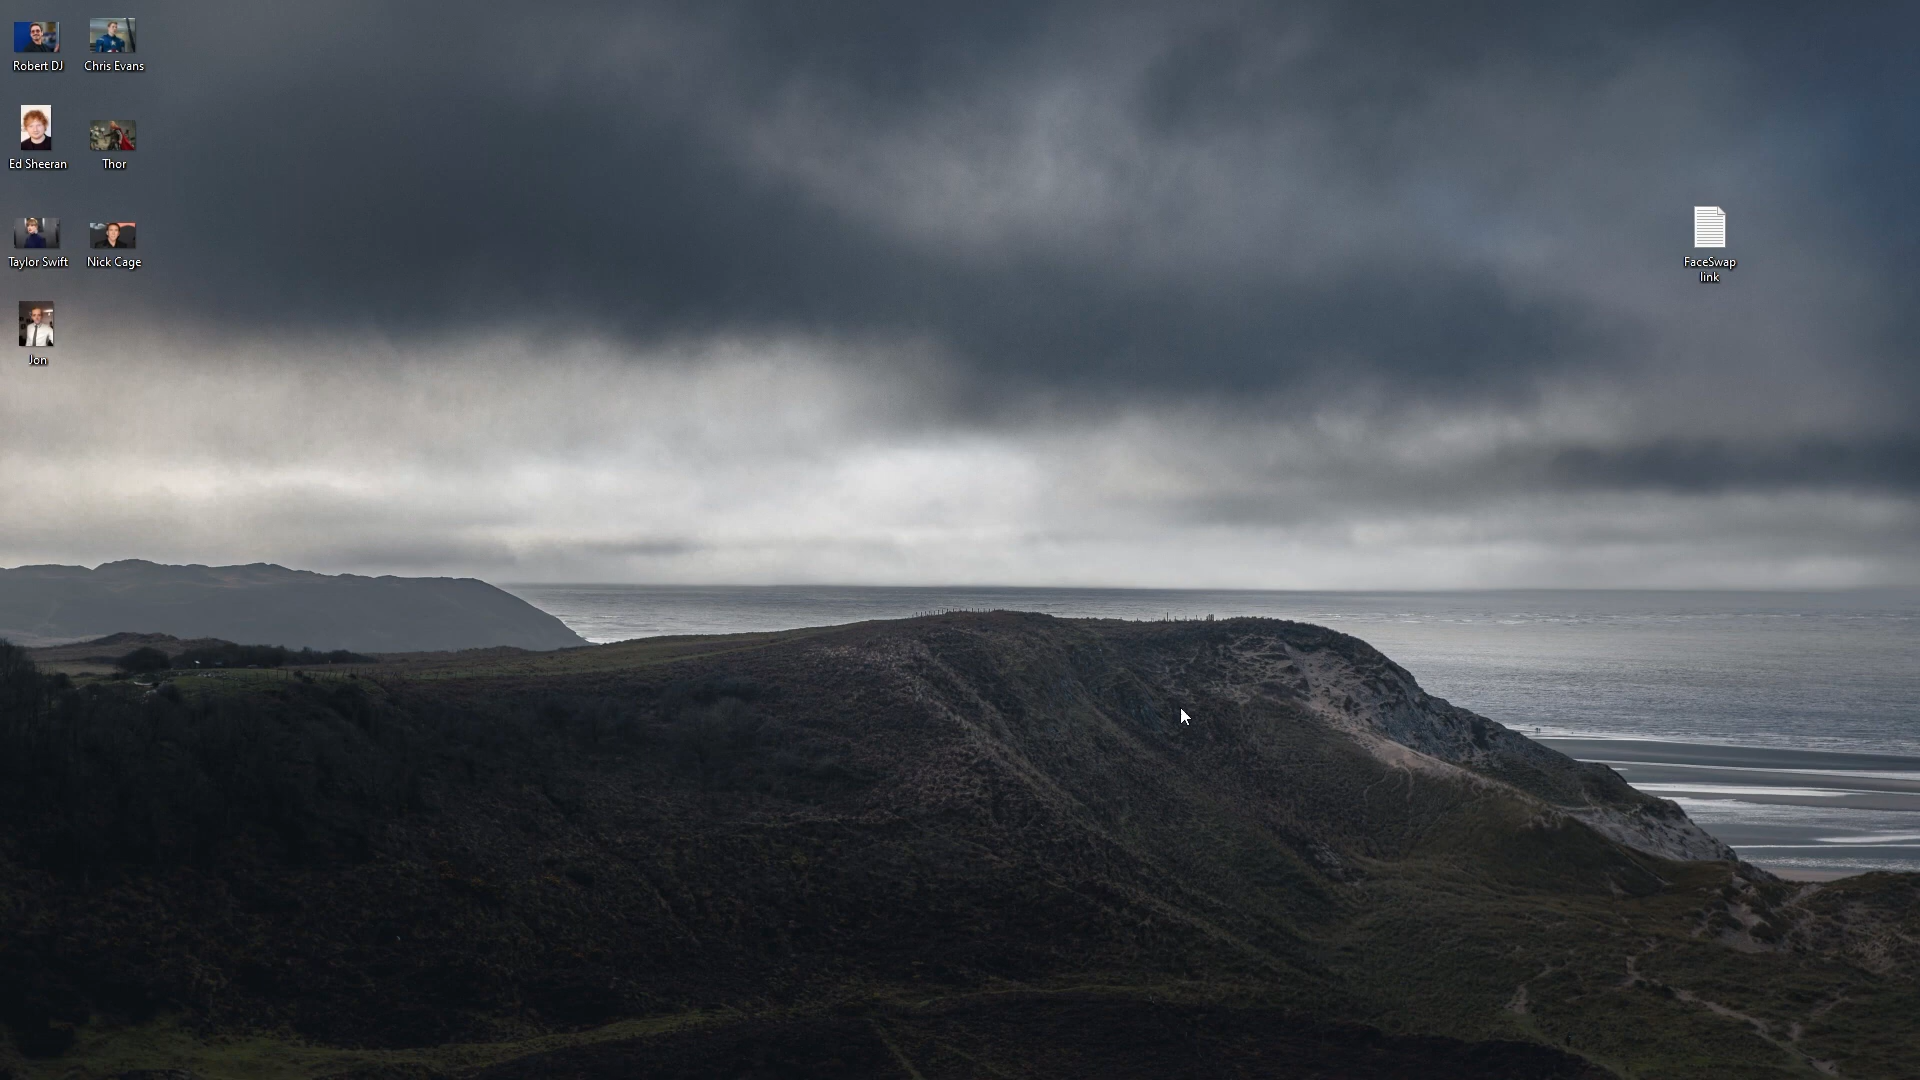 Robert DJ
Chris Evans
Ed Sheeran
Thor
Taylor Swift
Nick Cage
Jon
FaceSwap
link